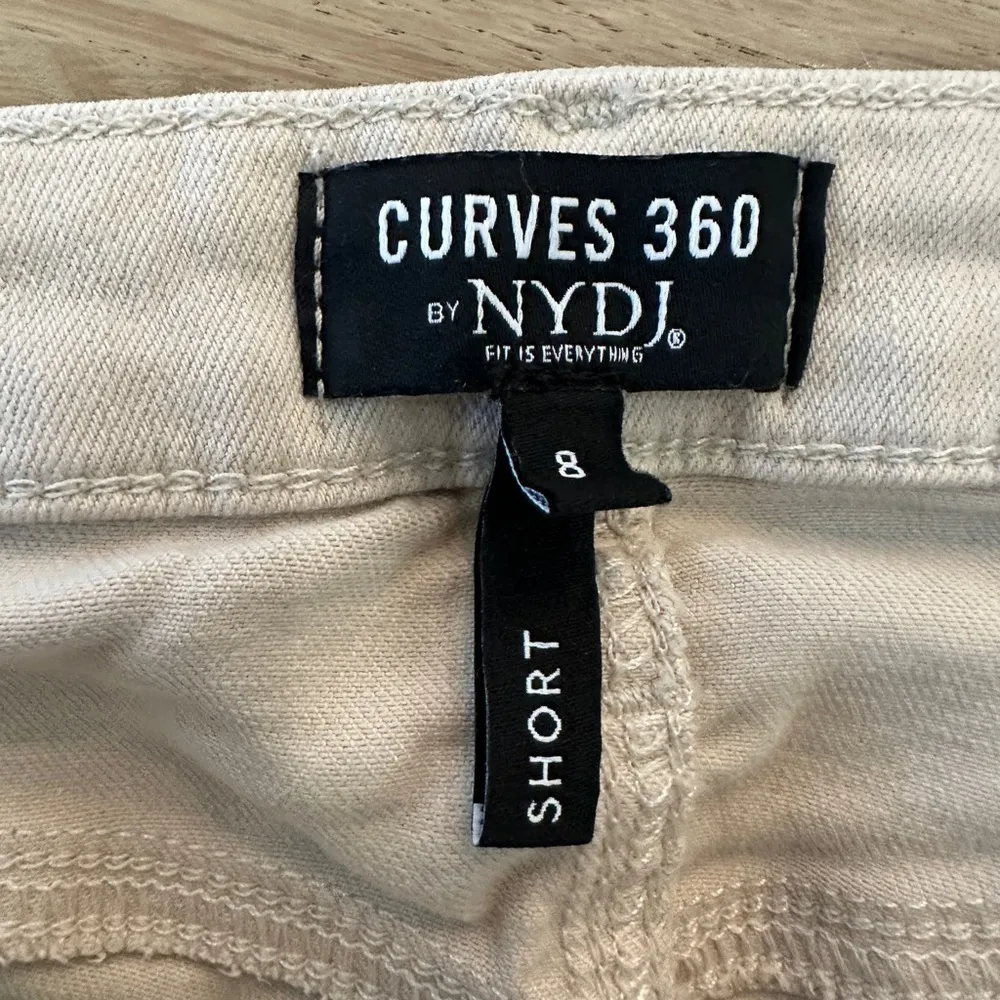 CURVES 360
BY NYDJ®
FIT IS EVERYTHING
8
SHORT